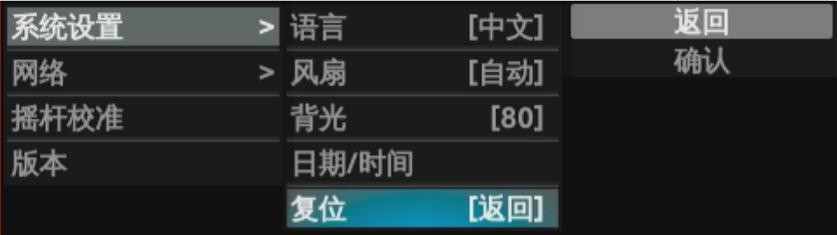 系统设置 >
网络 >
摇杆校准
版本
语言 [中文]
风扇 [自动]
背光 [80]
日期/时间
复位 [返回]
返回
确认